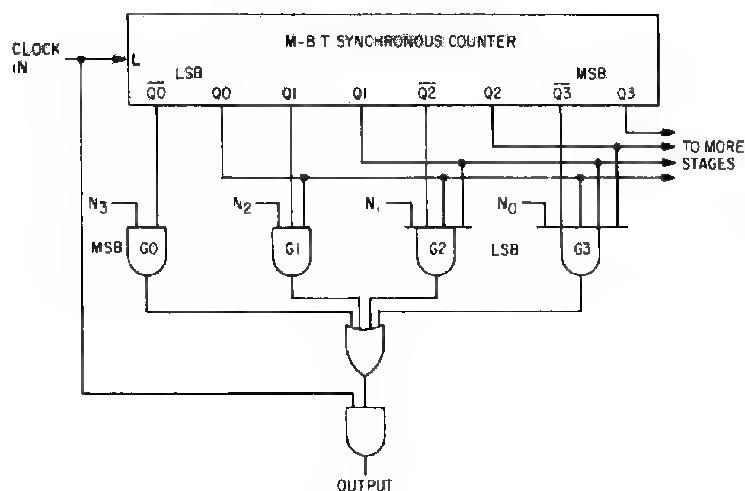 M-B T SYNCHRONOUS COUNTER
CLOCK
IN
L
LSB
MSB
Q0 Q0 Q1 Q1 Q2 Q2 Q3 Q3
TO MORE
STAGES
N3 N2 N1 N0
MSB G0 G1 G2 LSB G3
OUTPUT